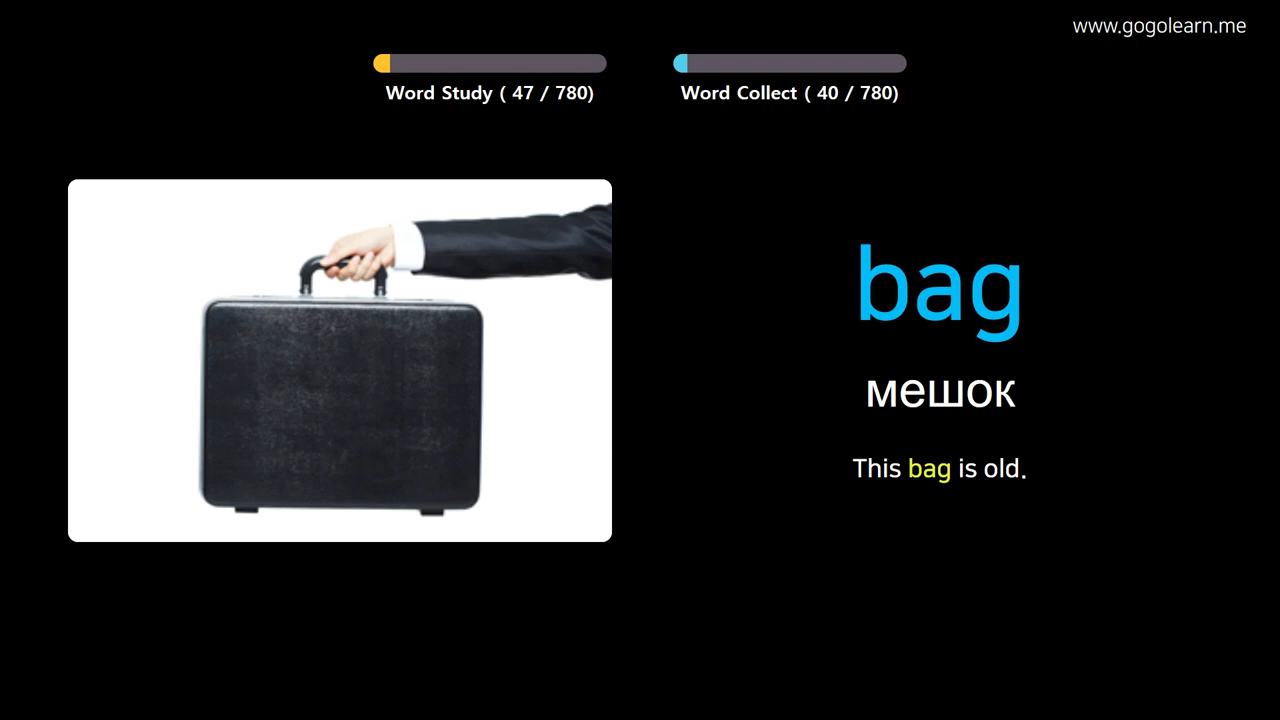 www.gogolearn.me
Word Study ( 47 / 780)
Word Collect ( 40 / 780)
bag
мешок
This bag is old.